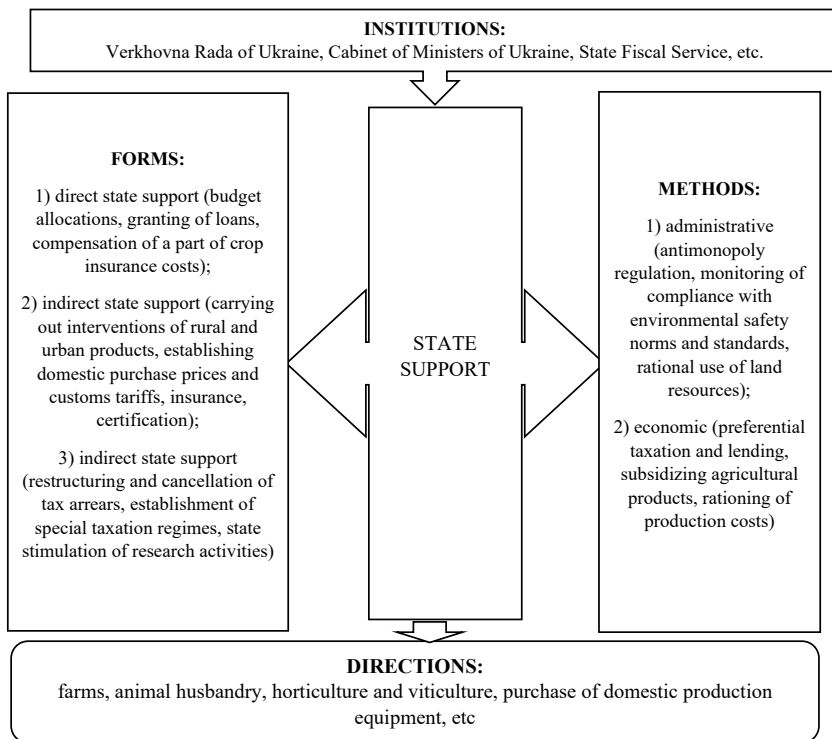 INSTITUTIONS:
Verkhovna Rada of Ukraine, Cabinet of Ministers of Ukraine, State Fiscal Service, etc.
FORMS:
1) direct state support (budget
allocations, granting of loans,
compensation of a part of crop
insurance costs);
2) indirect state support (carrying
out interventions of rural and
urban products, establishing
domestic purchase prices and
customs tariffs, insurance,
certification);
3) indirect state support
(restructuring and cancellation of
tax arrears, establishment of
special taxation regimes, state
stimulation of research activities)
STATE
SUPPORT
METHODS:
1) administrative
(antimonopoly
regulation, monitoring of
compliance with
environmental safety
norms and standards,
rational use of land
resources);
2) economic (preferential
taxation and lending,
subsidizing agricultural
products, rationing of
production costs)
DIRECTIONS:
farms, animal husbandry, horticulture and viticulture, purchase of domestic production
equipment, etc